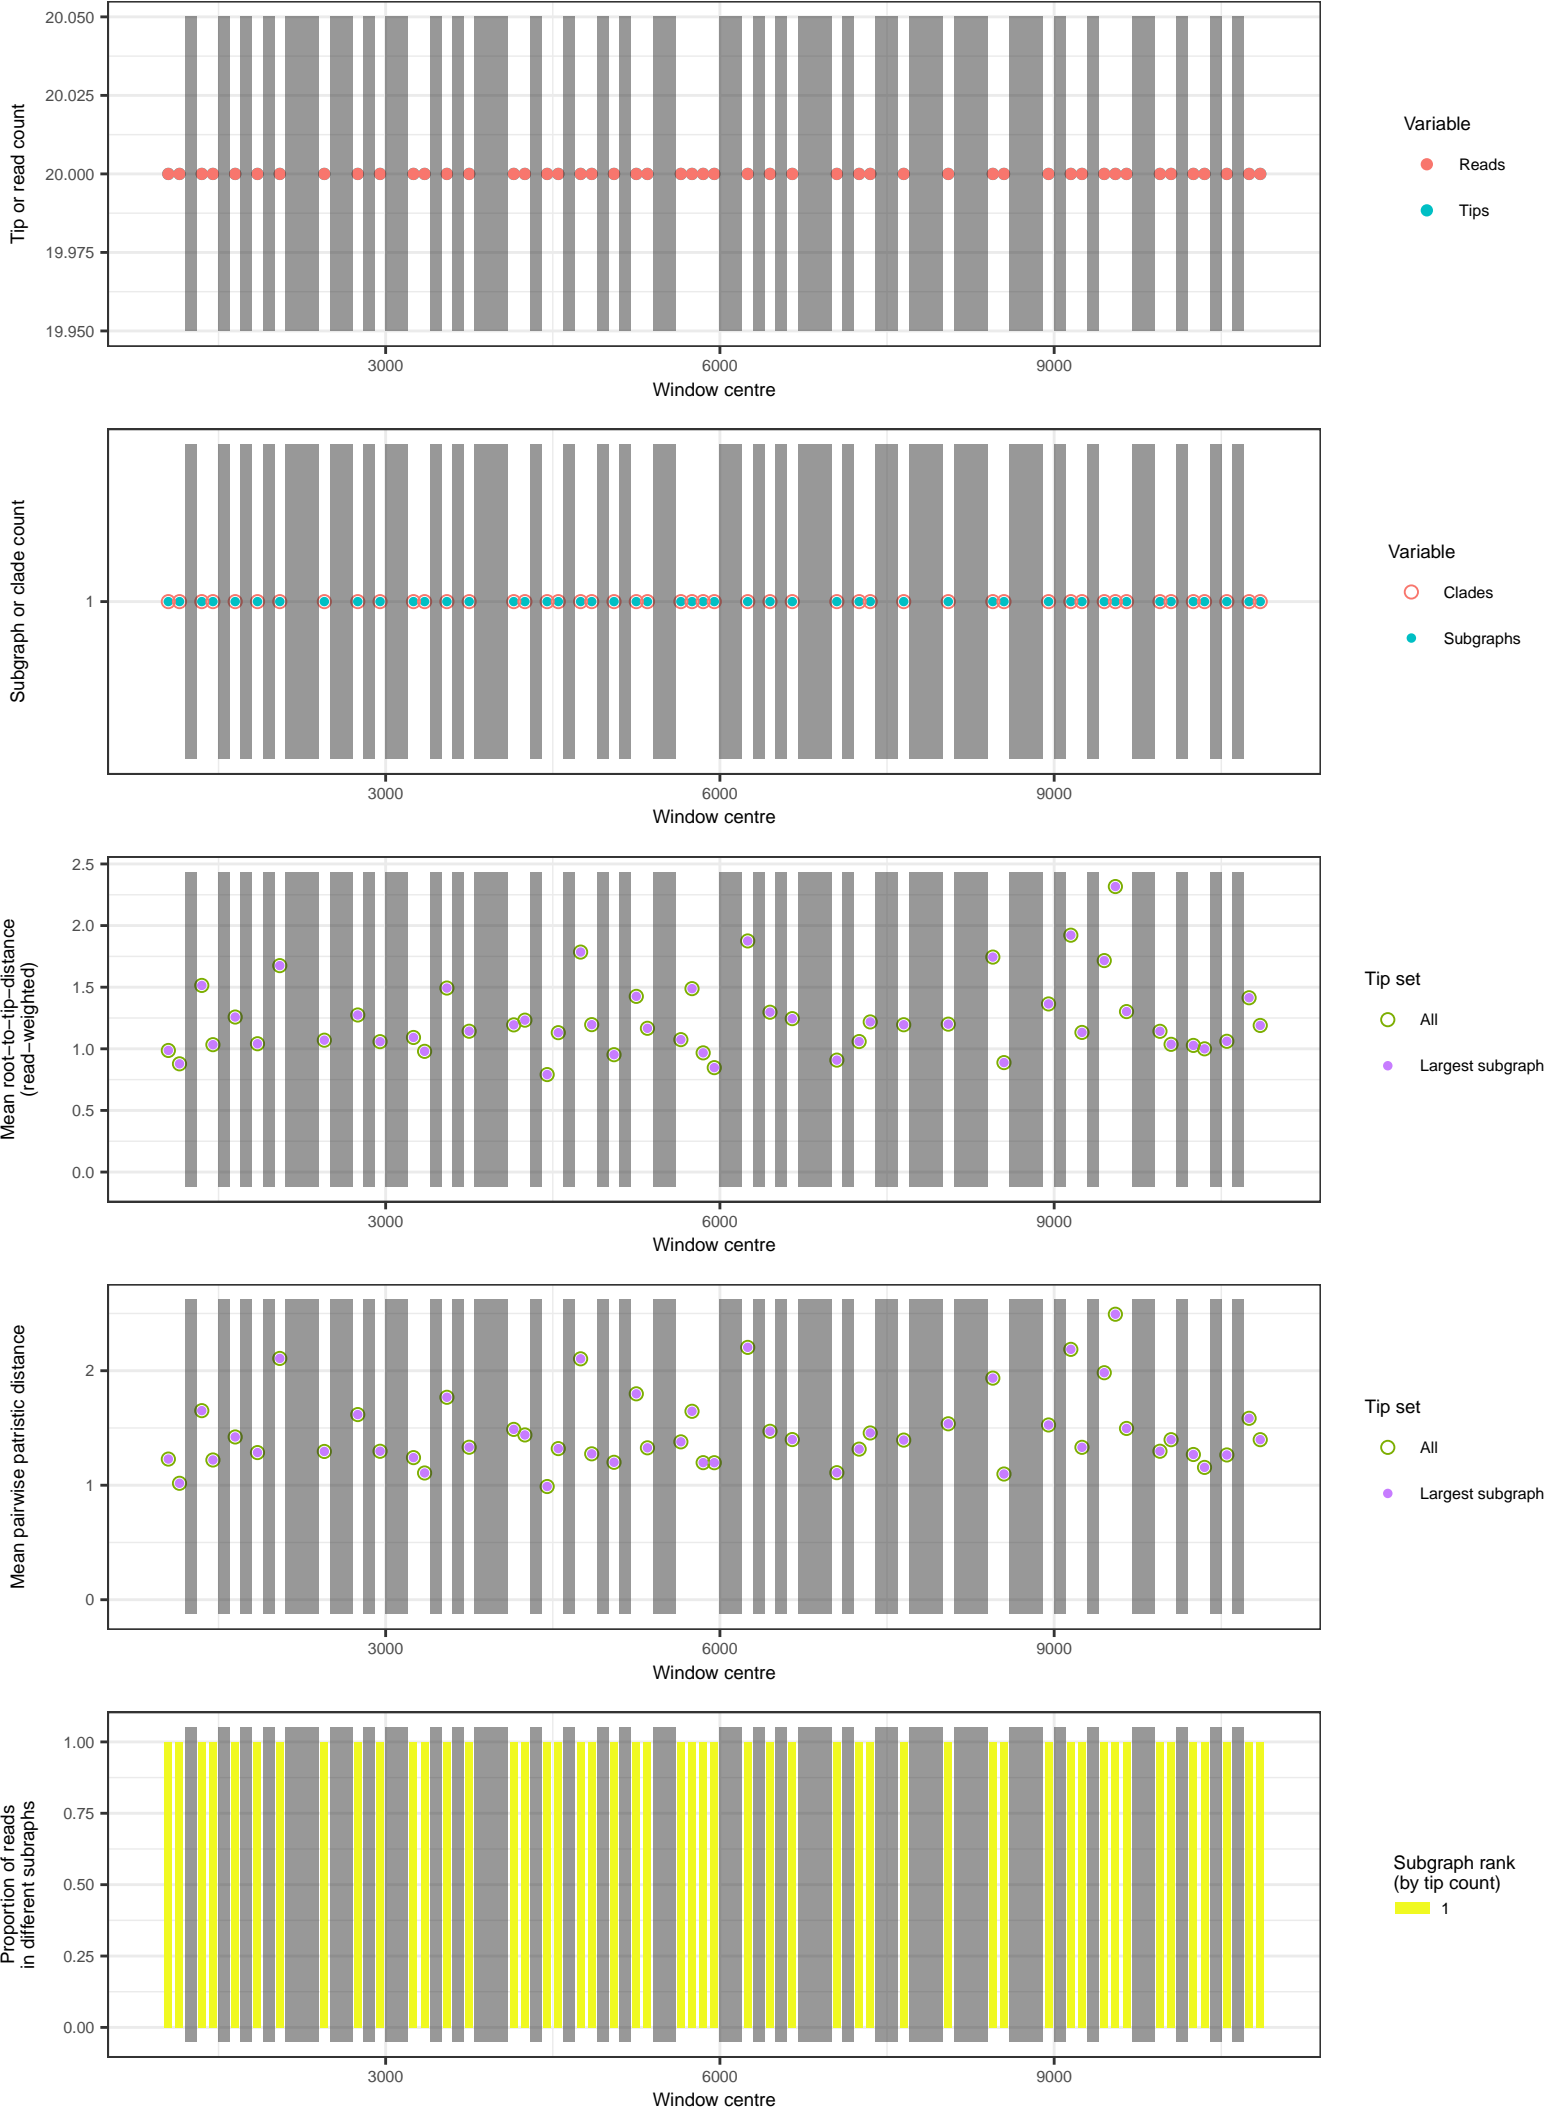 20.050
20.025
20.000
19.975
19.950
Tip or read count
3000
6000
9000
Window centre
Variable
Reads
Tips
1
Subgraph or clade count
3000
6000
9000
Window centre
Variable
Clades
Subgraphs
2.5
2.0
1.5
1.0
0.5
0.0
Mean root−to−tip−distance
(read−weighted)
3000
6000
9000
Window centre
Tip set
All
Largest subgraph
2
1
0
Mean pairwise patristic distance
3000
6000
9000
Window centre
Tip set
All
Largest subgraph
1.00
0.75
0.50
0.25
0.00
Proportion of reads
in different subraphs
3000
6000
9000
Window centre
Subgraph rank
(by tip count)
1